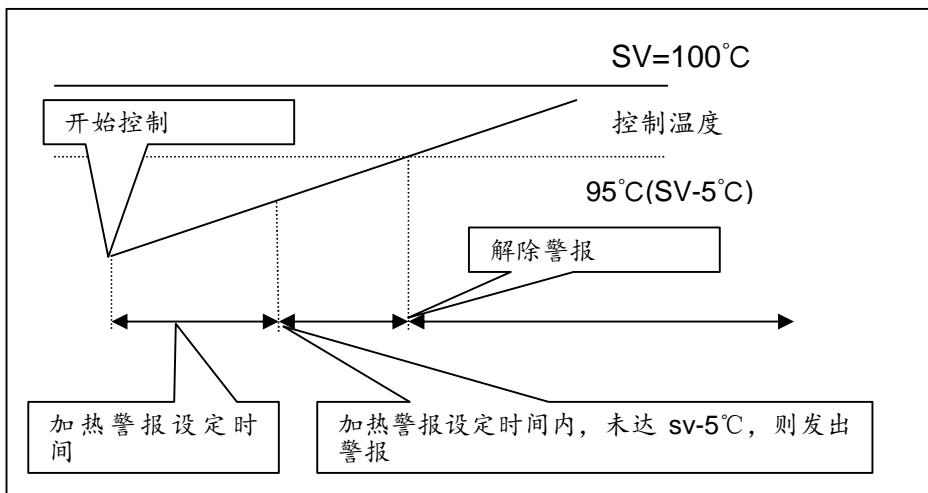 SV=100℃
开始控制
控制温度
95℃(SV-5℃)
解除警报
加热警报设定时
间
加热警报设定时间内，未达 sv-5℃，则发出
警报